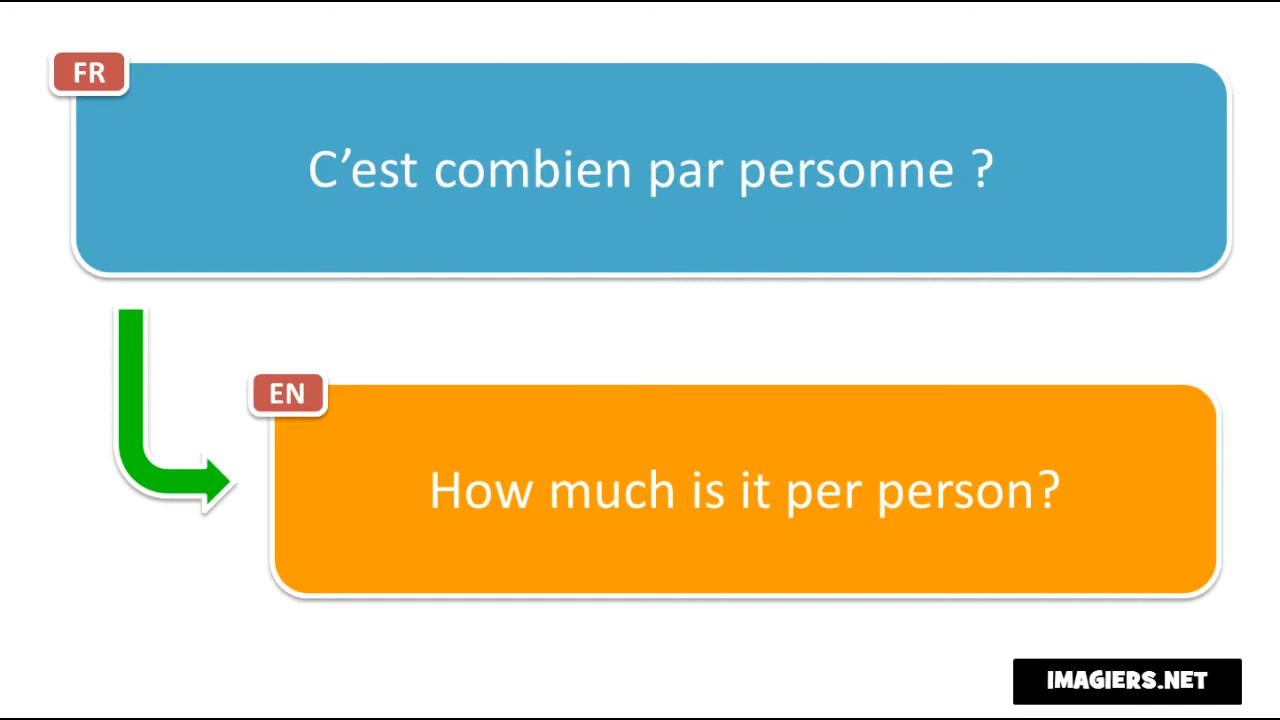 FR
C’est combien par personne ?
EN
How much is it per person?
IMAGIERS.NET